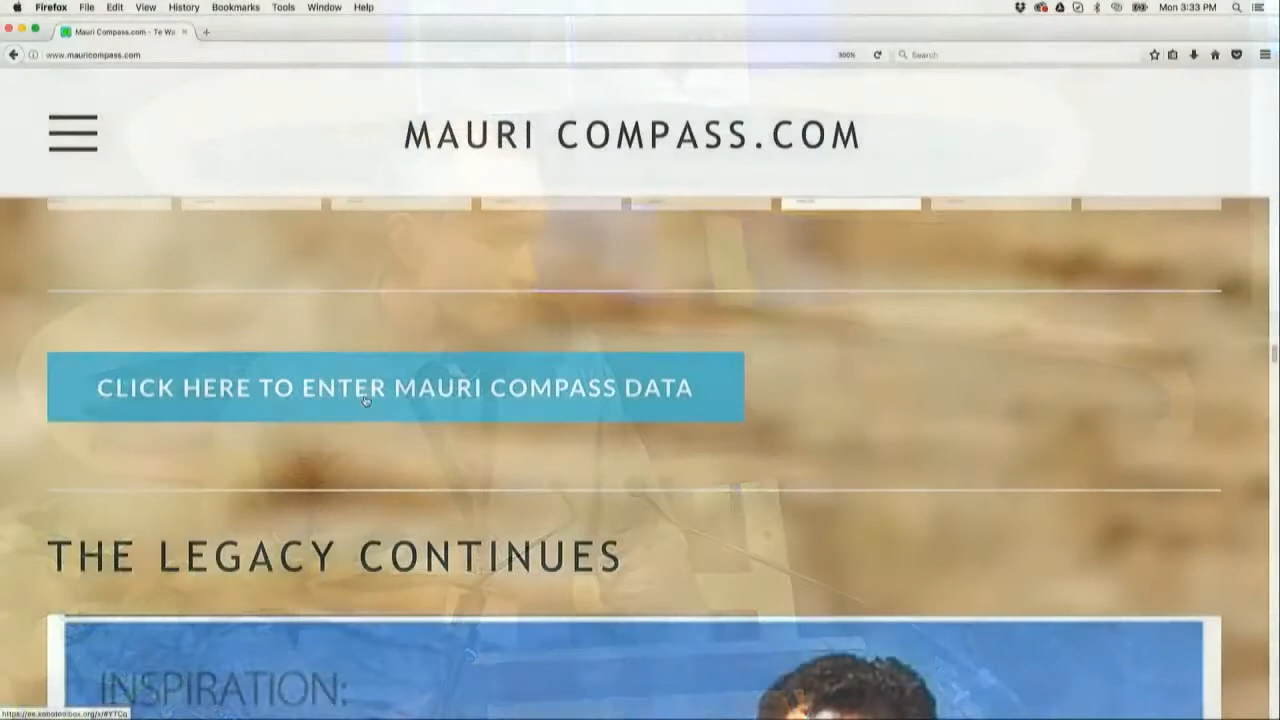 Firefox File Edit View History Bookmarks Tools Window Help Mon 3:33 PM
Mauri Compass.com - Te Wa
www.mauricompass.com 300% Search
MAURI COMPASS.COM
CLICK HERE TO ENTER MAURI COMPASS DATA
THE LEGACY CONTINUES
INSPIRATION: